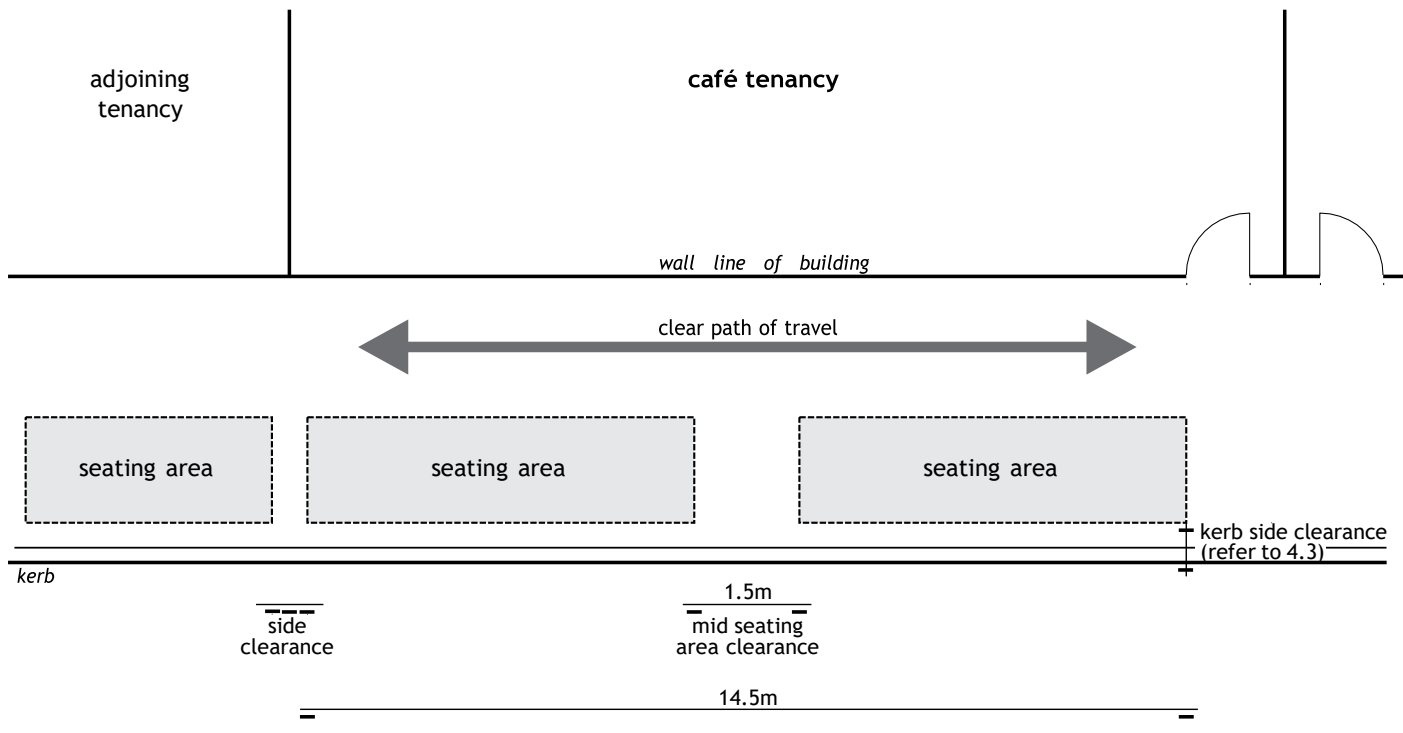 adjoining
tenancy
café tenancy
wall line of building
clear path of travel
seating area
seating area
seating area
kerb side clearance
(refer to 4.3)
kerb
1.5m
side
clearance
mid seating
area clearance
14.5m